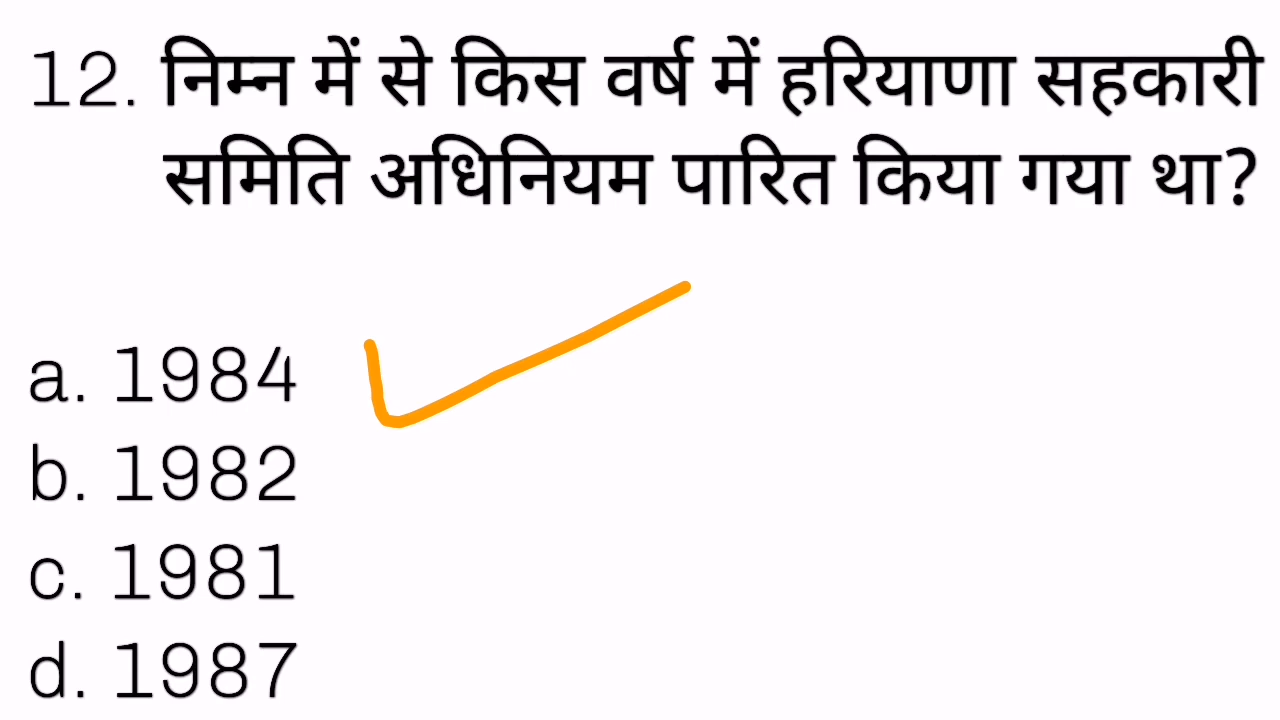 12. निम्न में से किस वर्ष में हरियाणा सहकारी
समिति अधिनियम पारित किया गया था?
a. 1984
b. 1982
c. 1981
d. 1987